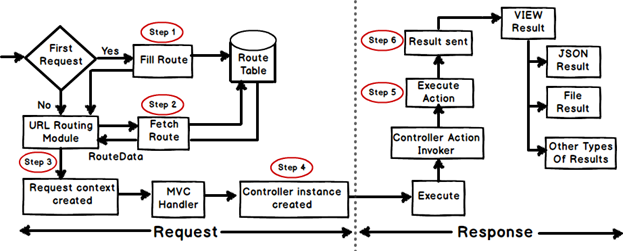 First
Request
Yes
No
Step 1
Fill Route
Route
Table
Step 2
URL Routing
Module
Fetch
Route
RouteData
Step 3
Request context
created
MVC
Handler
Step 4
Controller instance
created
Execute
Controller Action
Invoker
Step 5
Execute
Action
Step 6
Result sent
VIEW
Result
JSON
Result
File
Result
Other Types
Of Results
Request
Response